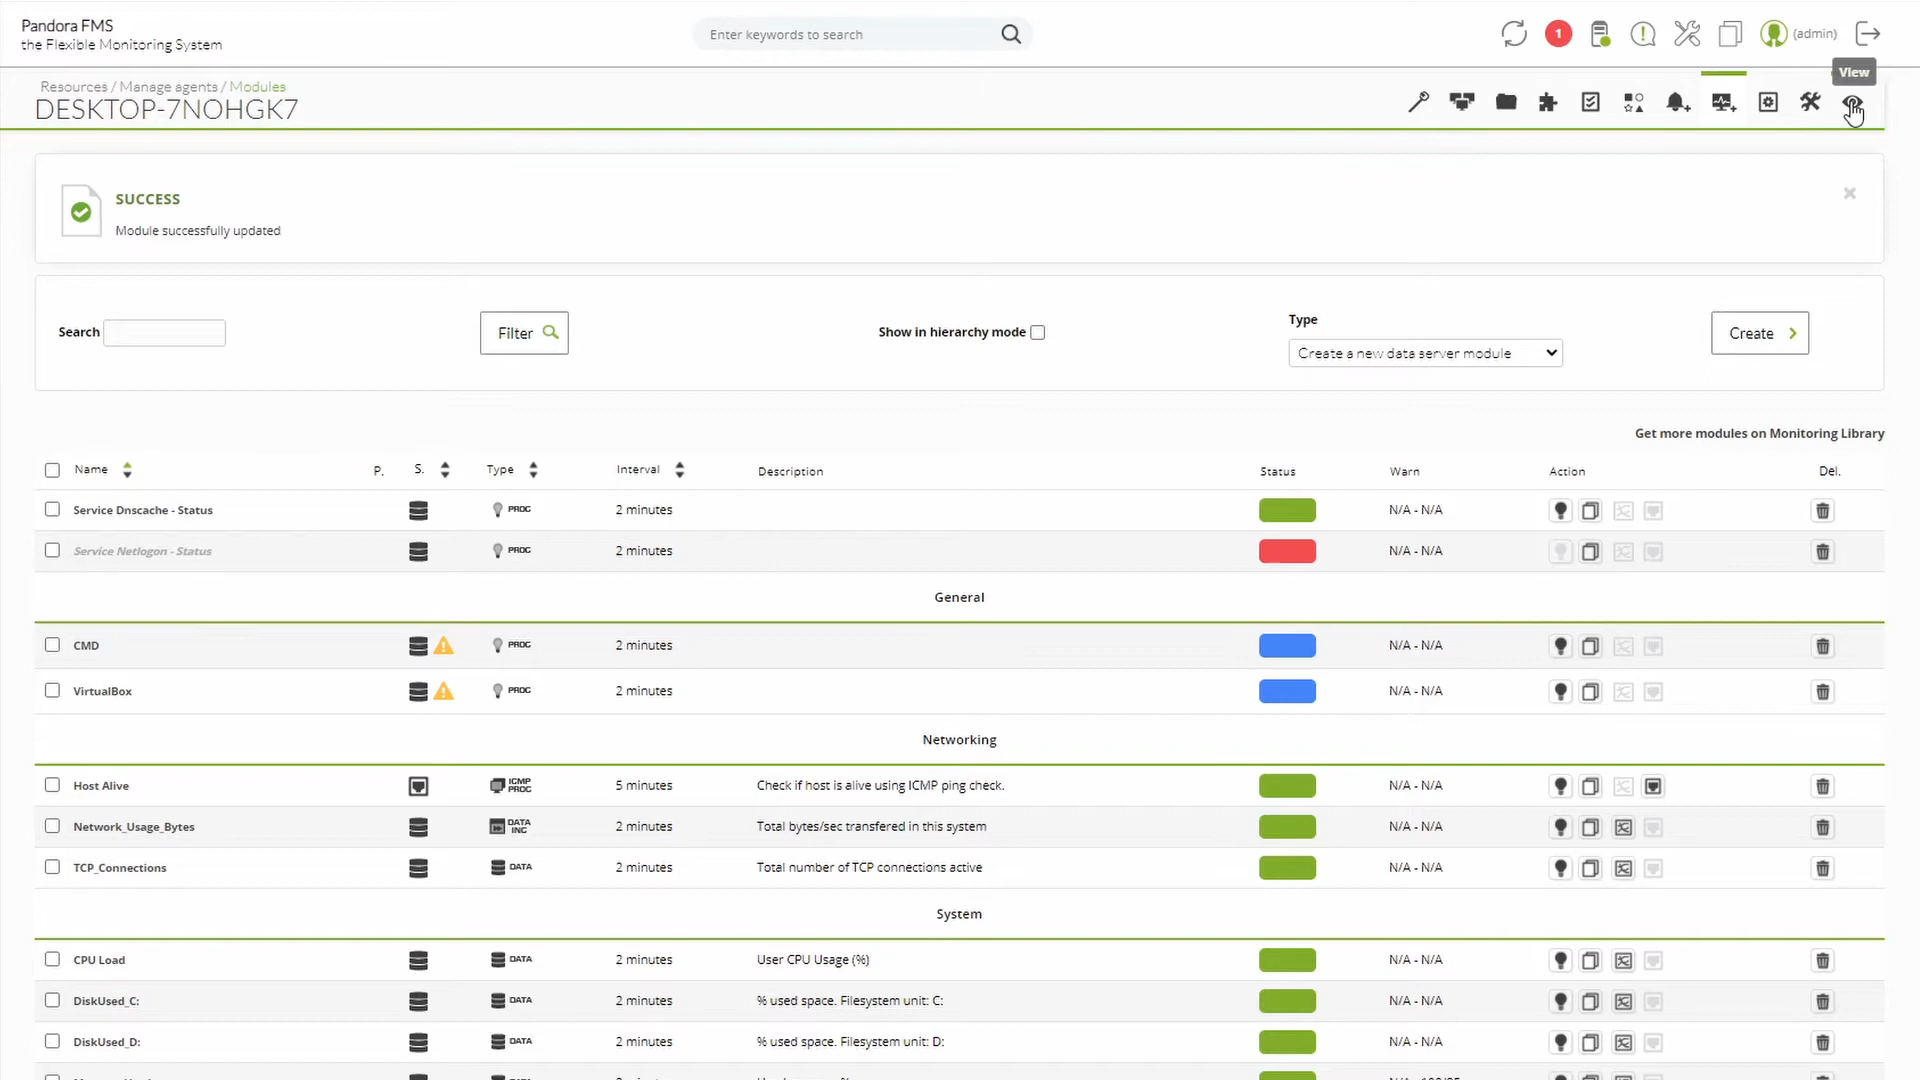 Pandora FMS
the Flexible Monitoring System
Enter keywords to search
1
(admin)
View
Resources / Manage agents / Modules
DESKTOP-7NOHGK7
SUCCESS
Module successfully updated
Search
Filter
Show in hierarchy mode
Type
Create a new data server module
Create
Get more modules on Monitoring Library
Name P. S. Type Interval Description Status Warn Action Del.
Service Dnscache - Status PROC 2 minutes N/A - N/A
Service Netlogon - Status PROC 2 minutes N/A - N/A
General
CMD PROC 2 minutes N/A - N/A
VirtualBox PROC 2 minutes N/A - N/A
Networking
Host Alive ICMP PROC 5 minutes Check if host is alive using ICMP ping check. N/A - N/A
Network_Usage_Bytes DATA INC 2 minutes Total bytes/sec transfered in this system N/A - N/A
TCP_Connections DATA 2 minutes Total number of TCP connections active N/A - N/A
System
CPU Load DATA 2 minutes User CPU Usage (%) N/A - N/A
DiskUsed_C: DATA 2 minutes % used space. Filesystem unit: C: N/A - N/A
DiskUsed_D: DATA 2 minutes % used space. Filesystem unit: D: N/A - N/A